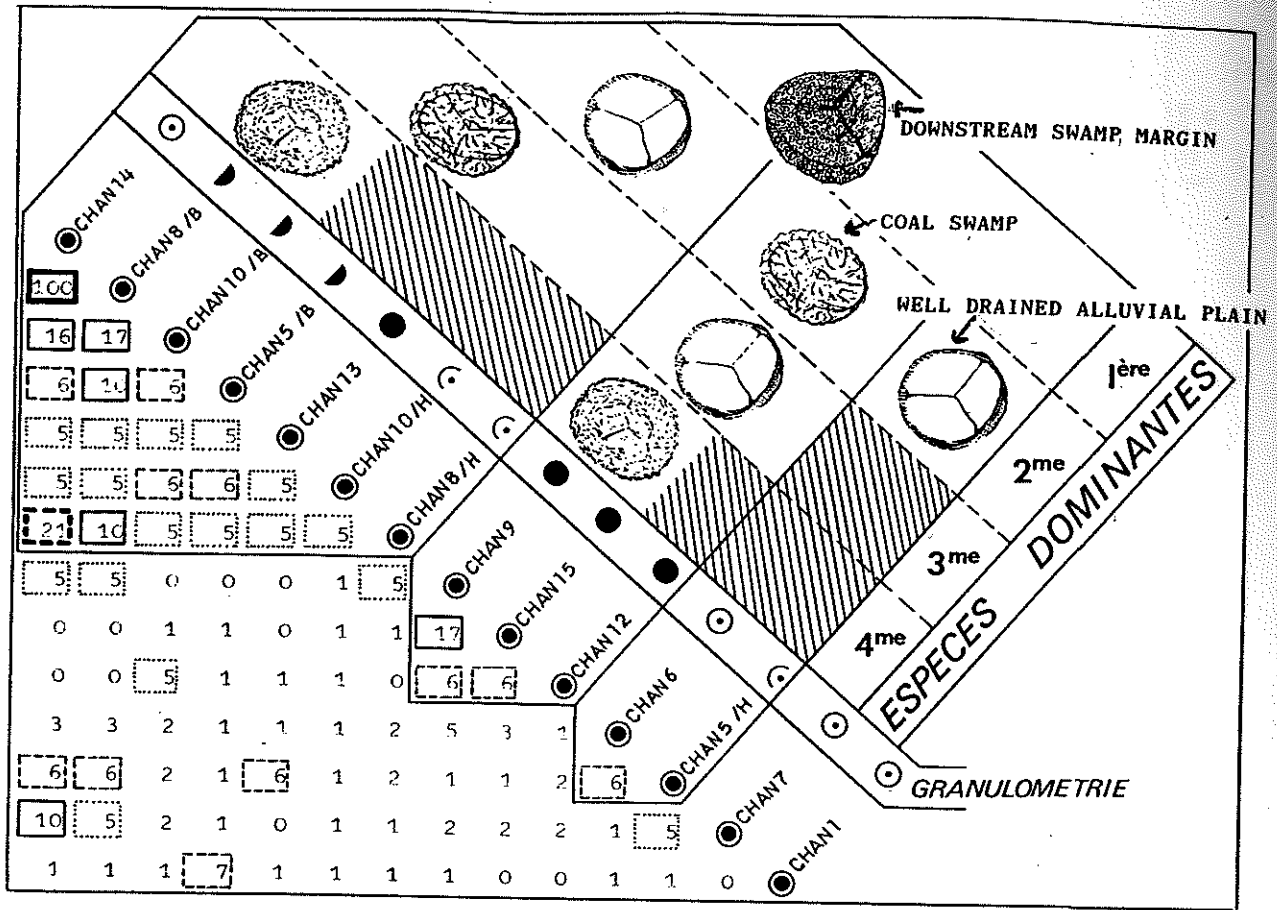 DOWNSTREAM SWAMP MARGIN
COAL SWAMP
WELL DRAINED ALLUVIAL PLAIN
CHAN14
100 CHAN8/B
16 17 CHAN10/B
6 10 6 CHAN5/B
5 5 5 5 CHAN13
5 5 6 6 5 CHAN10/H
21 10 5 5 5 5 CHAN8/H
5 5 0 0 0 1 5 CHAN9
0 0 1 1 0 1 1 17 CHAN15
0 0 5 1 1 1 0 6 6 CHAN12
3 3 2 1 1 1 2 5 3 1 CHAN6
6 6 2 1 6 1 2 1 1 2 6 CHAN5/H
10 5 2 1 0 1 1 2 2 2 1 5 CHAN7
1 1 1 7 1 1 1 1 0 0 1 1 0 CHAN1
1ère
2me
3me
4me
ESPECES DOMINANTES
GRANULOMETRIE